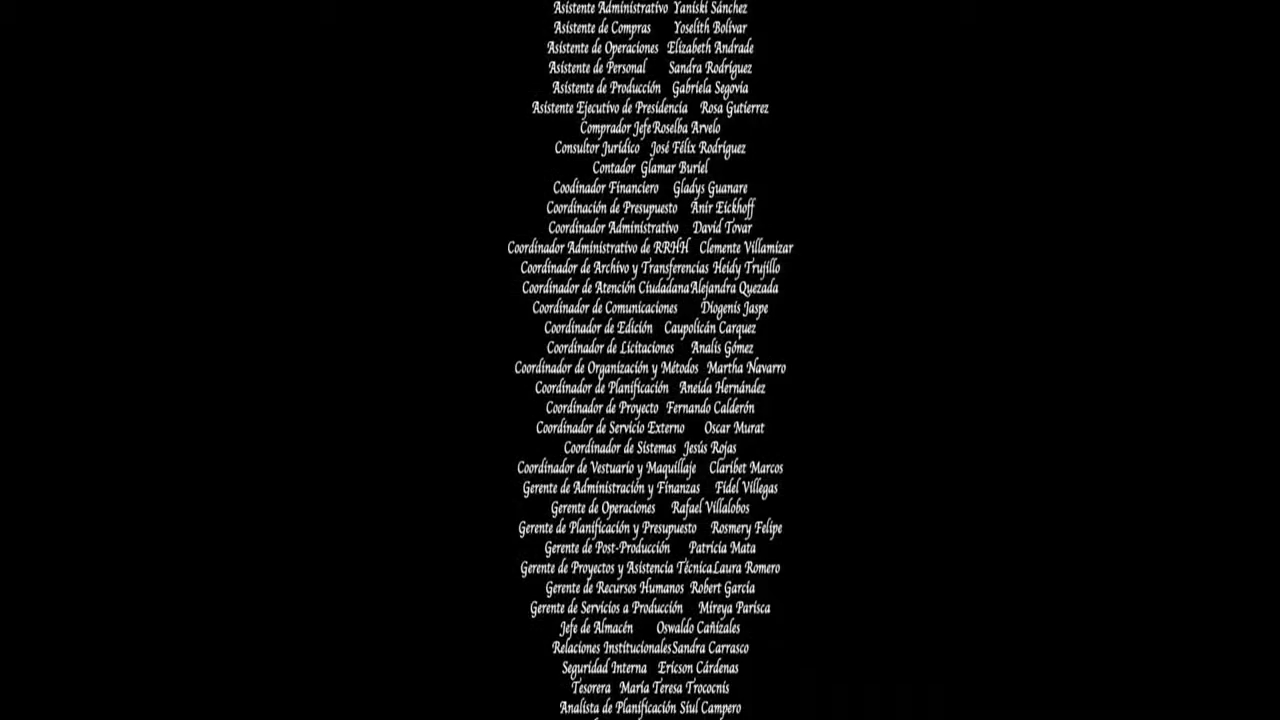 Asistente Administrativo Yaniski Sánchez
Asistente de Compras Yoselith Bolívar
Asistente de Operaciones Elizabeth Andrade
Asistente de Personal Sandra Rodríguez
Asistente de Producción Gabriela Segovia
Asistente Ejecutivo de Presidencia Rosa Gutierrez
Comprador Jefe Roselba Arvelo
Consultor Jurídico José Félix Rodríguez
Contador Glamar Buriel
Coodinador Financiero Gladys Guanare
Coordinación de Presupuesto Anir Eickhoff
Coordinador Administrativo David Tovar
Coordinador Administrativo de RRHH Clemente Villamizar
Coordinador de Archivo y Transferencias Heidy Trujillo
Coordinador de Atención Ciudadana Alejandra Quezada
Coordinador de Comunicaciones Diogenis Jaspe
Coordinador de Edición Caupolicán Carquez
Coordinador de Licitaciones Analis Gómez
Coordinador de Organización y Métodos Martha Navarro
Coordinador de Planificación Aneida Hernández
Coordinador de Proyecto Fernando Calderón
Coordinador de Servicio Externo Oscar Murat
Coordinador de Sistemas Jesús Rojas
Coordinador de Vestuario y Maquillaje Claribet Marcos
Gerente de Administración y Finanzas Fidel Villegas
Gerente de Operaciones Rafael Villalobos
Gerente de Planificación y Presupuesto Rosmery Felipe
Gerente de Post-Producción Patricia Mata
Gerente de Proyectos y Asistencia Técnica Laura Romero
Gerente de Recursos Humanos Robert García
Gerente de Servicios a Producción Mireya Parisca
Jefe de Almacén Oswaldo Cañizales
Relaciones Institucionales Sandra Carrasco
Seguridad Interna Ericson Cárdenas
Tesorera María Teresa Trococnis
Analista de Planificación Siul Campero